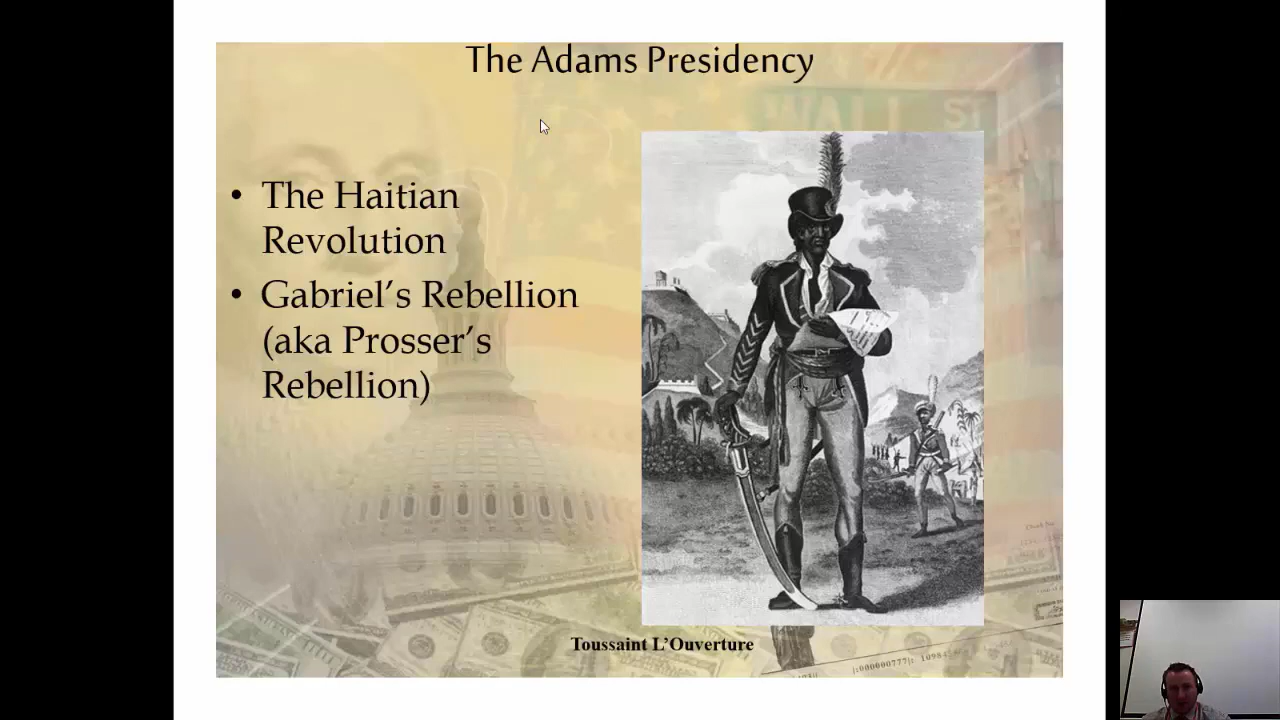 The Adams Presidency
WALL ST
• The Haitian
Revolution
• Gabriel’s Rebellion
(aka Prosser’s
Rebellion)
Toussaint L’Ouverture